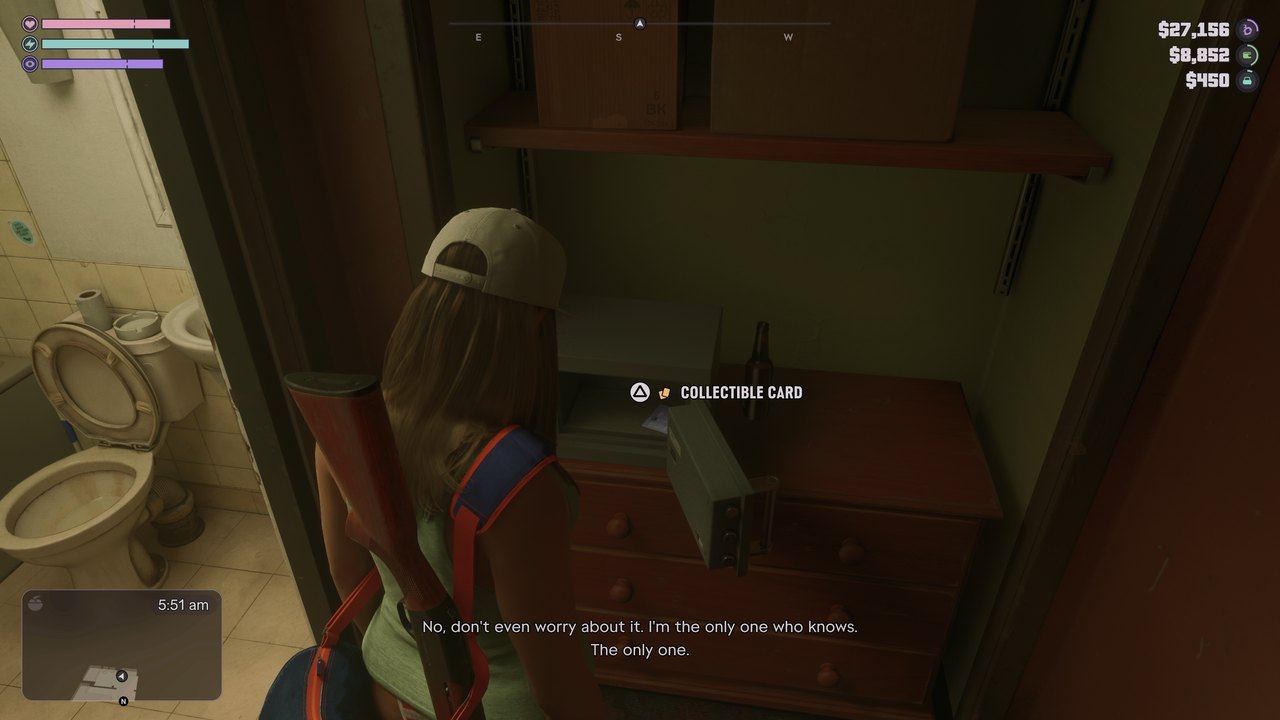 E
S
W
$27,156
$8,852
$450
BK
COLLECTIBLE CARD
5:51 am
N
No, don't even worry about it. I'm the only one who knows.
The only one.